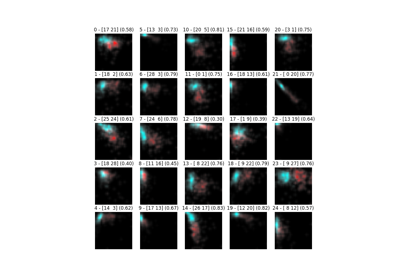 0 - [17 21] (0.58)
5 - [13  3] (0.73)
10 - [20  5] (0.81)
15 - [21 16] (0.59)
20 - [3 1] (0.75)
1 - [18  2] (0.63)
6 - [28  3] (0.79)
11 - [0 1] (0.75)
16 - [18 13] (0.61)
21 - [ 0 20] (0.77)
2 - [25 24] (0.61)
7 - [24  6] (0.78)
12 - [19  8] (0.30)
17 - [1 9] (0.39)
22 - [13 19] (0.64)
3 - [18 28] (0.40)
8 - [11 16] (0.45)
13 - [ 8 22] (0.76)
18 - [ 9 22] (0.79)
23 - [ 9 27] (0.76)
4 - [14  3] (0.62)
9 - [17 13] (0.67)
14 - [26 17] (0.83)
19 - [12 20] (0.82)
24 - [ 8 12] (0.57)